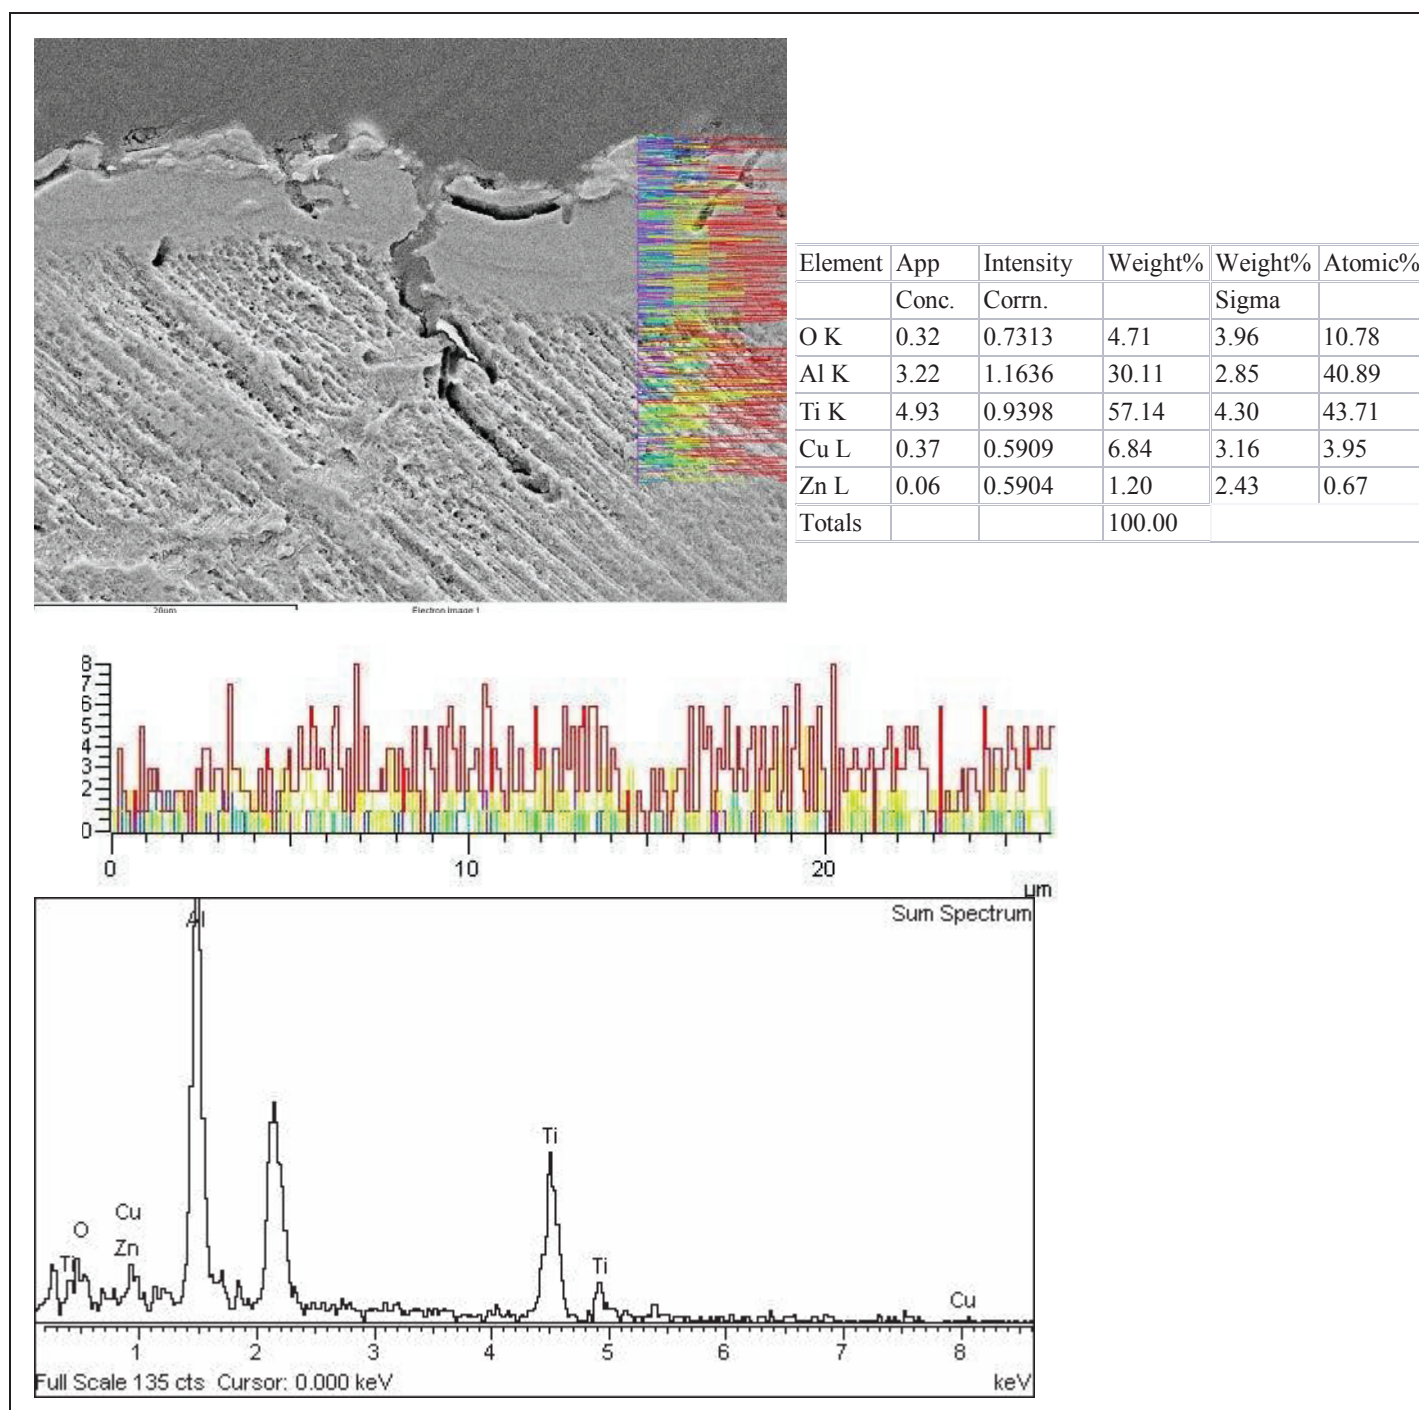 Element App Intensity Weight% Weight% Atomic%
Conc. Corrn. Sigma
O K 0.32 0.7313 4.71 3.96 10.78
Al K 3.22 1.1636 30.11 2.85 40.89
Ti K 4.93 0.9398 57.14 4.30 43.71
Cu L 0.37 0.5909 6.84 3.16 3.95
Zn L 0.06 0.5904 1.20 2.43 0.67
Totals 100.00
20µm Electron Image 1
8
7
6
5
4
3
2
0
0 10 20
µm
Sum Spectrum
Al
Cu
O
Zn
Ti
Ti
Ti
Cu
1 2 3 4 5 6 7 8
Full Scale 135 cts Cursor: 0.000 keV keV